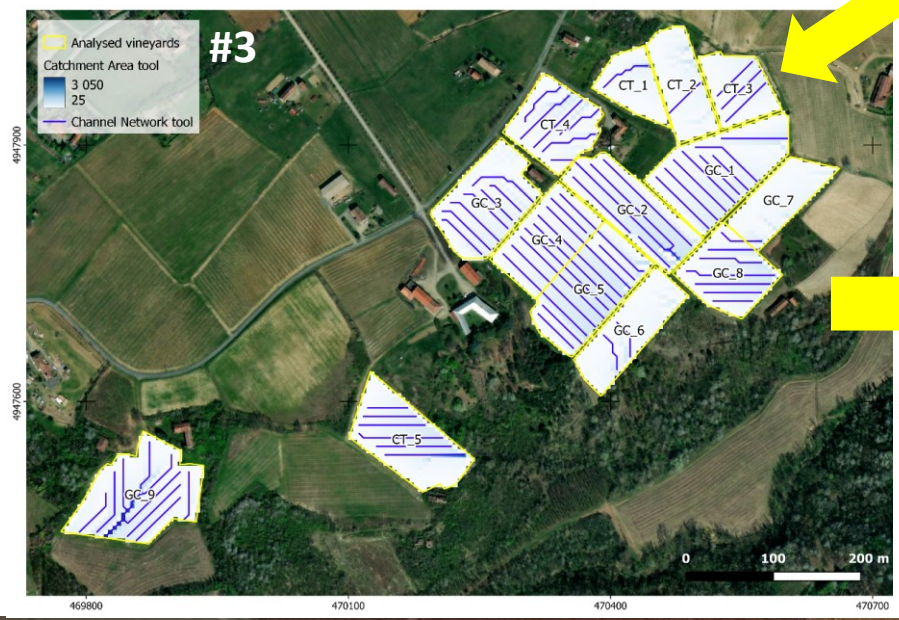 Analysed vineyards
#3
Catchment Area tool
3 050
25
Channel Network tool
4947900
4947600
CT_1
CT_2
CT_3
CT_4
GC_1
GC_3
GC_7
GC_2
GC_4
GC_8
GC_5
GC_6
CT_5
GC_9
0 100 200 m
469800 470100 470400 470700